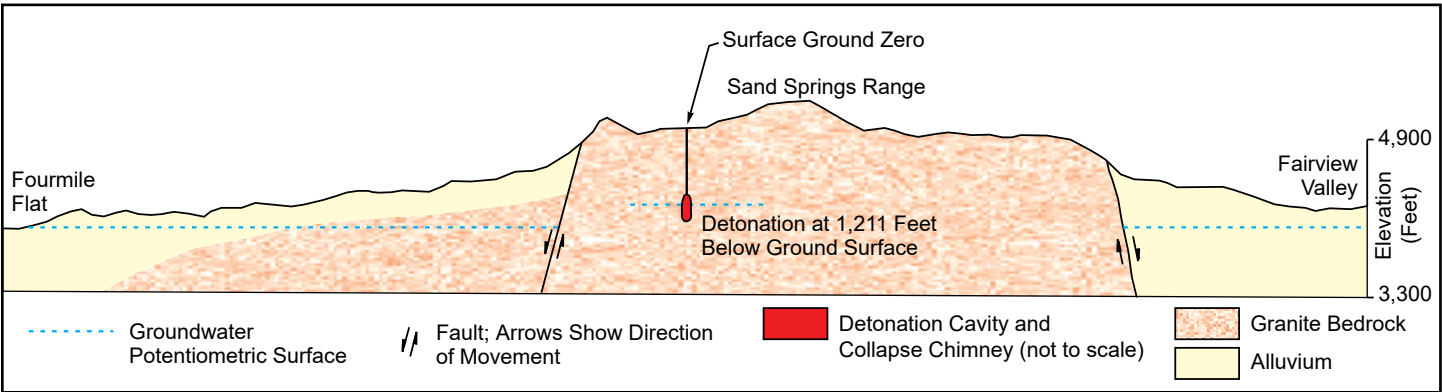 Surface Ground Zero
Sand Springs Range
Fourmile
Flat
Detonation at 1,211 Feet
Below Ground Surface
Fairview
Valley
4,900
Elevation
(Feet)
3,300
Groundwater
Potentiometric Surface
Fault; Arrows Show Direction
of Movement
Detonation Cavity and
Collapse Chimney (not to scale)
Granite Bedrock
Alluvium